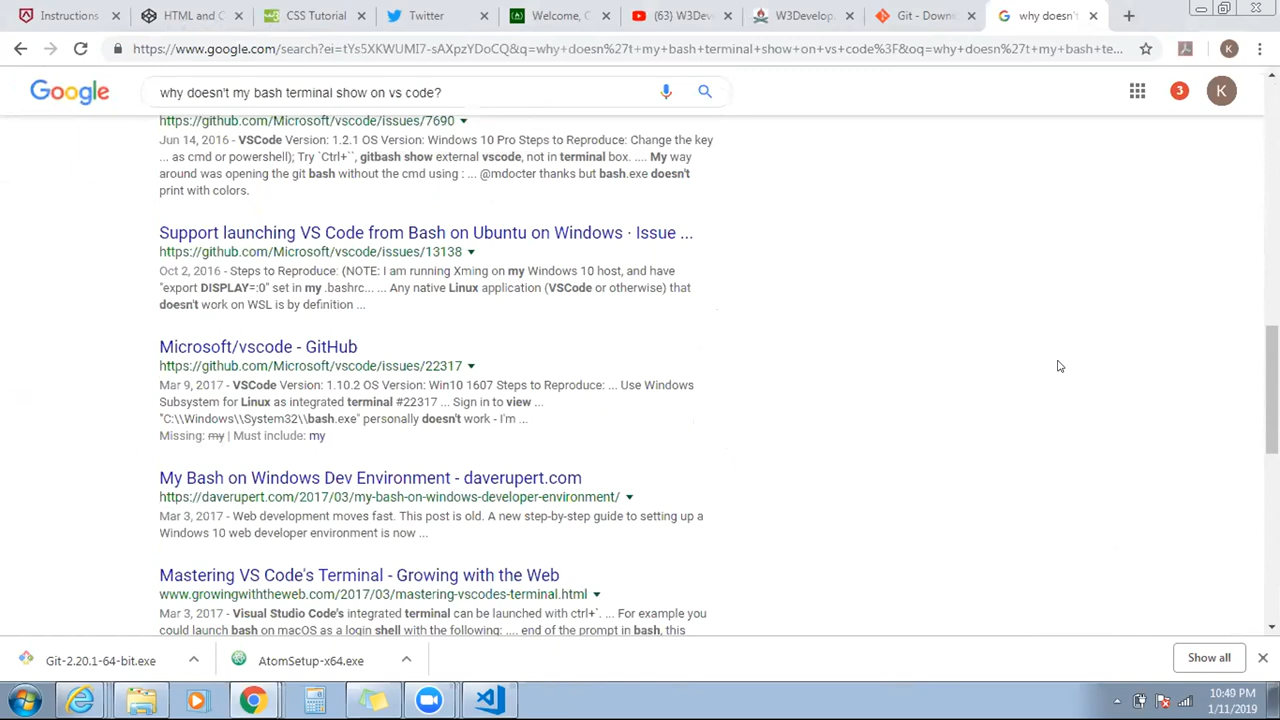 Instructions
HTML and C
CSS Tutorial
Twitter
Welcome, C
(63) W3Dev
W3Develop
Git - Downl
why doesn't
https://www.google.com/search?ei=tYs5XKWUMI7-sAXpzYDoCQ&q=why+doesn%27t+my+bash+terminal+show+on+vs+code%3F&oq=why+doesn%27t+my+bash+te...
K
Google
why doesn't my bash terminal show on vs code?
3
K
https://github.com/Microsoft/vscode/issues/7690
Jun 14, 2016 - VSCode Version: 1.2.1 OS Version: Windows 10 Pro Steps to Reproduce: Change the key
... as cmd or powershell); Try `Ctrl+``, gitbash show external vscode, not in terminal box. .... My way
around was opening the git bash without the cmd using : ... @mdocter thanks but bash.exe doesn't
print with colors.
Support launching VS Code from Bash on Ubuntu on Windows · Issue ...
https://github.com/Microsoft/vscode/issues/13138
Oct 2, 2016 - Steps to Reproduce: (NOTE: I am running Xming on my Windows 10 host, and have
"export DISPLAY=:0" set in my .bashrc... ... Any native Linux application (VSCode or otherwise) that
doesn't work on WSL is by definition ...
Microsoft/vscode - GitHub
https://github.com/Microsoft/vscode/issues/22317
Mar 9, 2017 - VSCode Version: 1.10.2 OS Version: Win10 1607 Steps to Reproduce: ... Use Windows
Subsystem for Linux as integrated terminal #22317 ... Sign in to view ...
"C:\\Windows\\System32\\bash.exe" personally doesn't work - I'm ...
Missing: my | Must include: my
My Bash on Windows Dev Environment - daverupert.com
https://daverupert.com/2017/03/my-bash-on-windows-developer-environment/
Mar 3, 2017 - Web development moves fast. This post is old. A new step-by-step guide to setting up a
Windows 10 web developer environment is now ...
Mastering VS Code's Terminal - Growing with the Web
www.growingwiththeweb.com/2017/03/mastering-vscodes-terminal.html
Mar 3, 2017 - Visual Studio Code's integrated terminal can be launched with ctrl+`. ... For example you
could launch bash on macOS as a login shell with the following: .... end of the prompt in bash, this
Git-2.20.1-64-bit.exe
AtomSetup-x64.exe
Show all
10:49 PM
1/11/2019